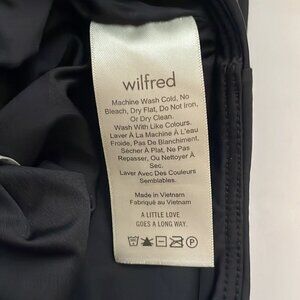 wilfred
Machine Wash Cold, No
Bleach, Dry Flat, Do Not Iron,
Or Dry Clean.
Wash With Like Colours.
Laver À La Machine À L'eau
Froide, Pas De Blanchiment,
Sécher À Plat, Ne Pas
Repasser, Ou Nettoyer À
Sec.
Laver Avec Des Couleurs
Semblables.
Made in Vietnam
Fabriqué au Vietnam
A LITTLE LOVE
GOES A LONG WAY.